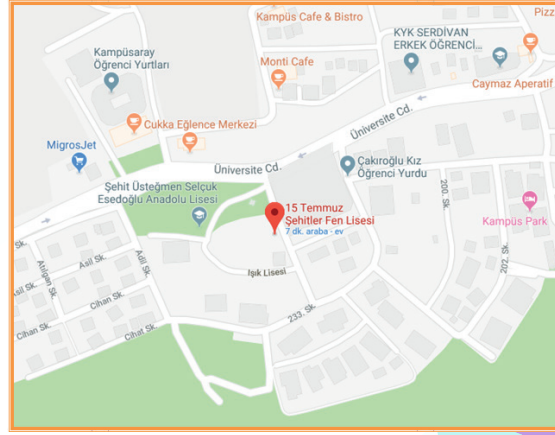 Kampüs Cafe & Bistro
Pizz
KYK SERDİVAN
ERKEK ÖĞRENCİ...
Kampüsaray
Öğrenci Yurtları
Monti Cafe
Caymaz Aperatif
Cukka Eğlence Merkezi
Üniversite Cd.
MigrosJet
Üniversite Cd.
Çakıroğlu Kız
Öğrenci Yurdu
Şehit Üsteğmen Selçuk
Esedoğlu Anadolu Lisesi
200. Sk.
15 Temmuz
Şehitler Fen Lisesi
7 dk. araba - ev
Kampüs Park
Sk.
Atılgan Sk.
Asil Sk.
Adil Sk.
Işık Lisesi
202. Sk.
Asil Sk.
Cihan Sk.
233. Sk.
Cihan Sk.
Cihat Sk.